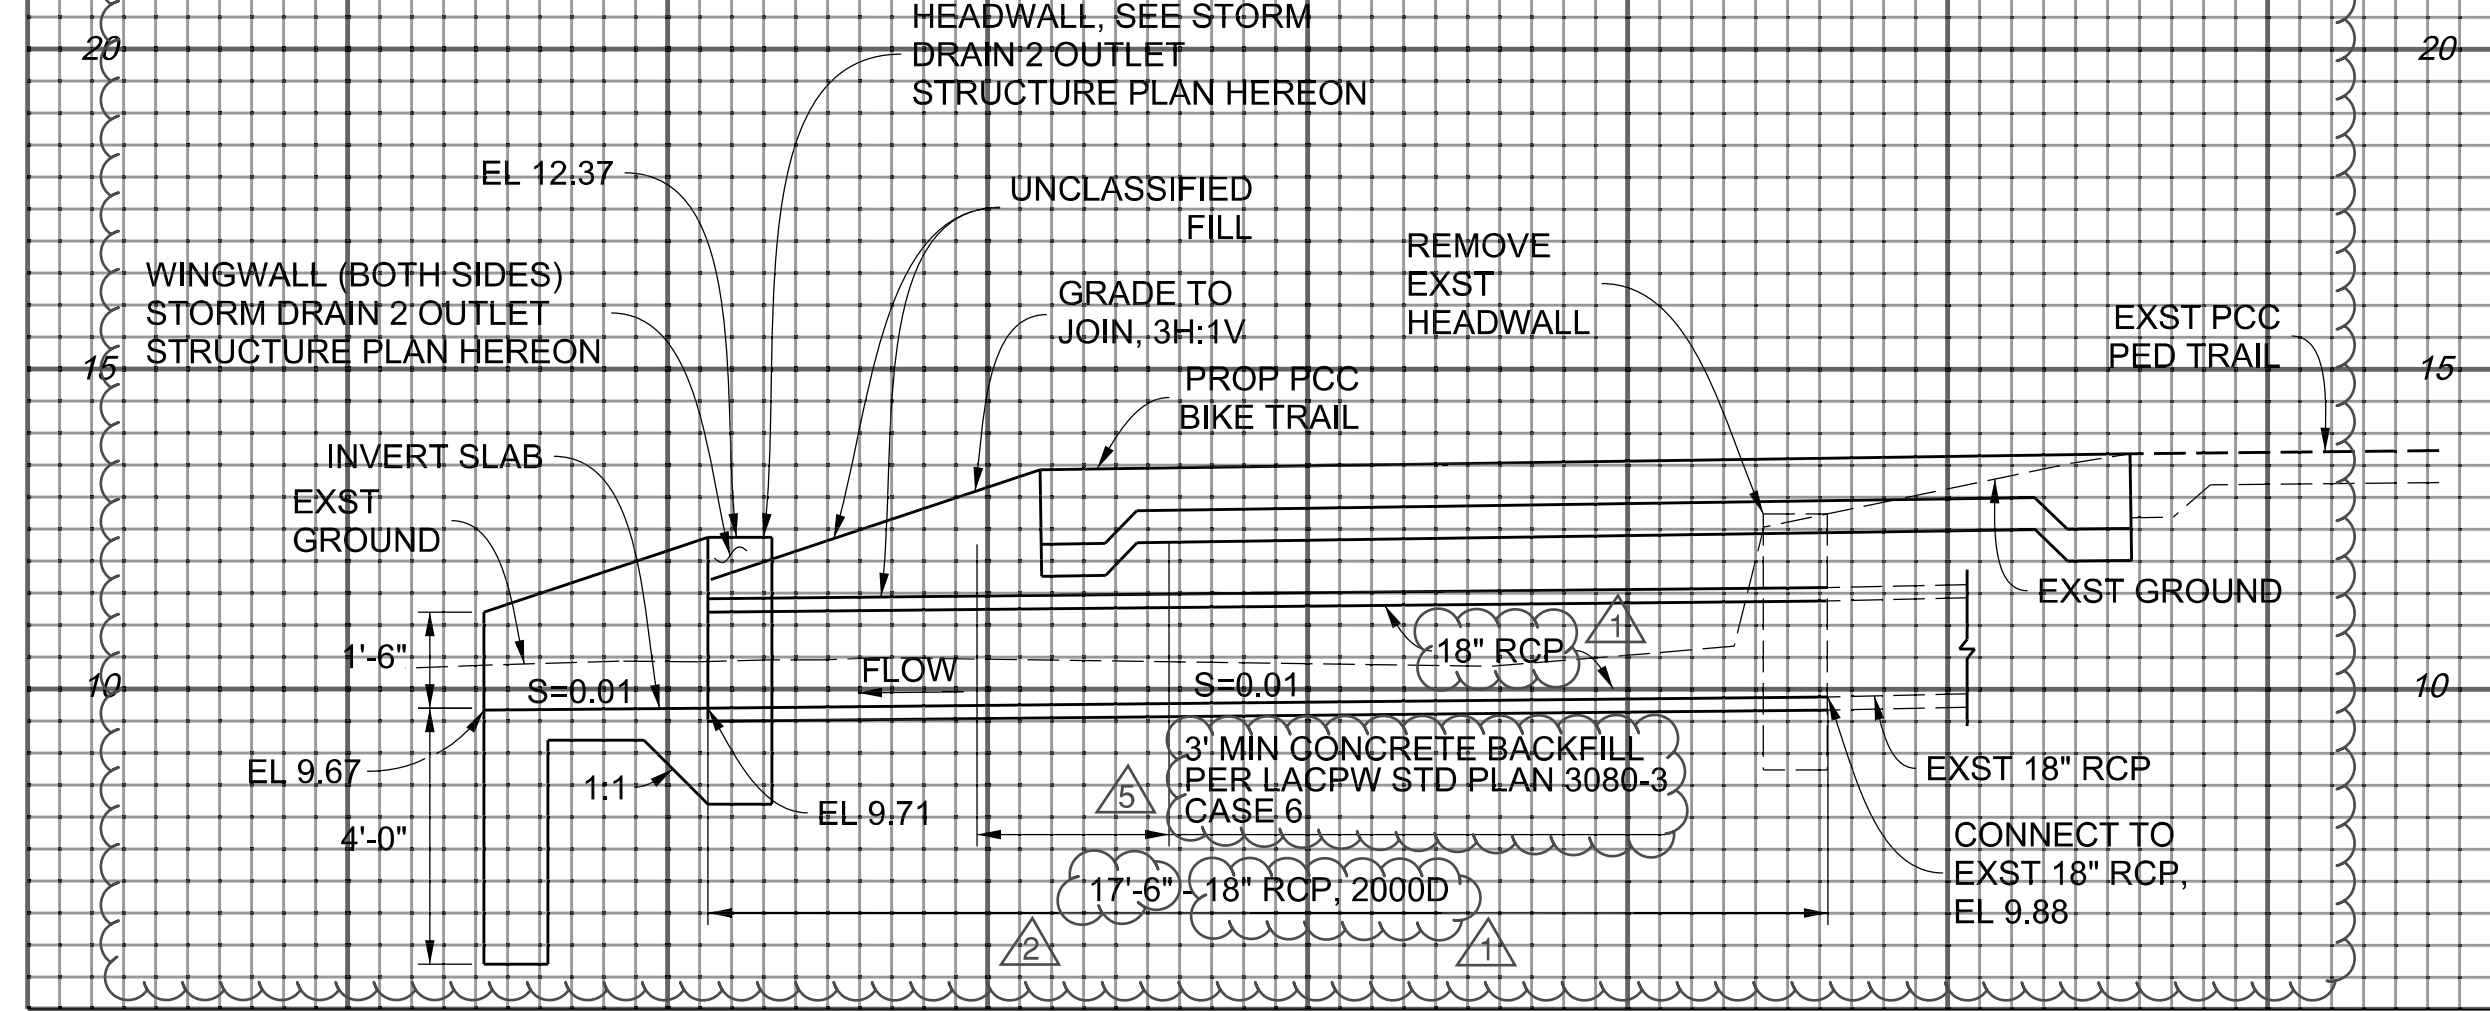 HEADWALL, SEE STORM
DRAIN 2 OUTLET
STRUCTURE PLAN HEREON
20
20
EL 12.37
UNCLASSIFIED
FILL
REMOVE
EXST
HEADWALL
WINGWALL (BOTH SIDES)
STORM DRAIN 2 OUTLET
STRUCTURE PLAN HEREON
GRADE TO
JOIN, 3H:1V
EXST PCC
PED TRAIL
15
15
PROP PCC
BIKE TRAIL
INVERT SLAB
EXST
GROUND
EXST GROUND
1'-6"
18" RCP
1
FLOW
10
S=0.01
S=0.01
10
3' MIN CONCRETE BACKFILL
PER LACPW STD PLAN 3080-3
CASE 6
5
EL 9.67
1:1
EL 9.71
EXST 18" RCP
4'-0"
CONNECT TO
EXST 18" RCP,
EL 9.88
17'-6" - 18" RCP, 2000D
2
1